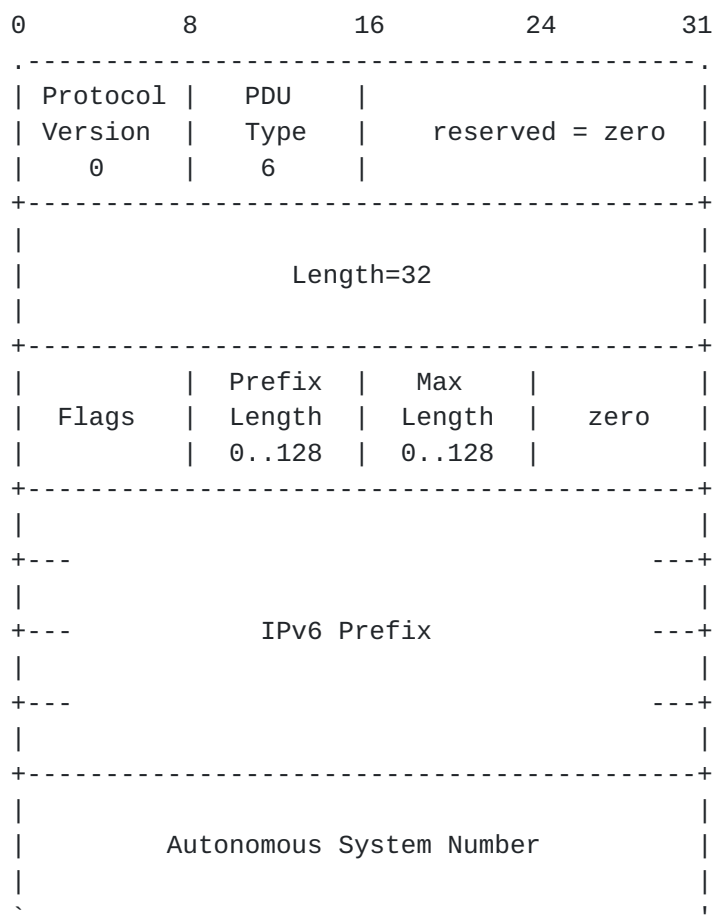 0          8          16         24        31
.-------------------------------------------.
| Protocol |   PDU    |                     |
| Version  |   Type   |    reserved = zero  |
|    0     |    6     |                     |
+-------------------------------------------+
|                                           |
|                 Length=32                 |
|                                           |
+-------------------------------------------+
|          |  Prefix  |   Max    |          |
|  Flags   |  Length  |  Length  |   zero   |
|          |  0..128  |  0..128  |          |
+-------------------------------------------+
|                                           |
+---                                     ---+
|                                           |
+---            IPv6 Prefix              ---+
|                                           |
+---                                     ---+
|                                           |
+-------------------------------------------+
|                                           |
|         Autonomous System Number          |
|                                           |
`-------------------------------------------'